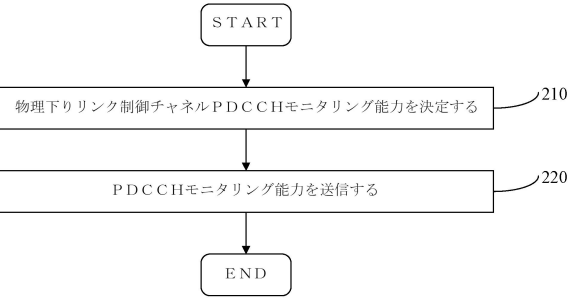 ＳＴＡＲＴ
物理下りリンク制御チャネルＰＤＣＣＨモニタリング能力を決定する
210
ＰＤＣＣＨモニタリング能力を送信する
220
ＥＮＤ